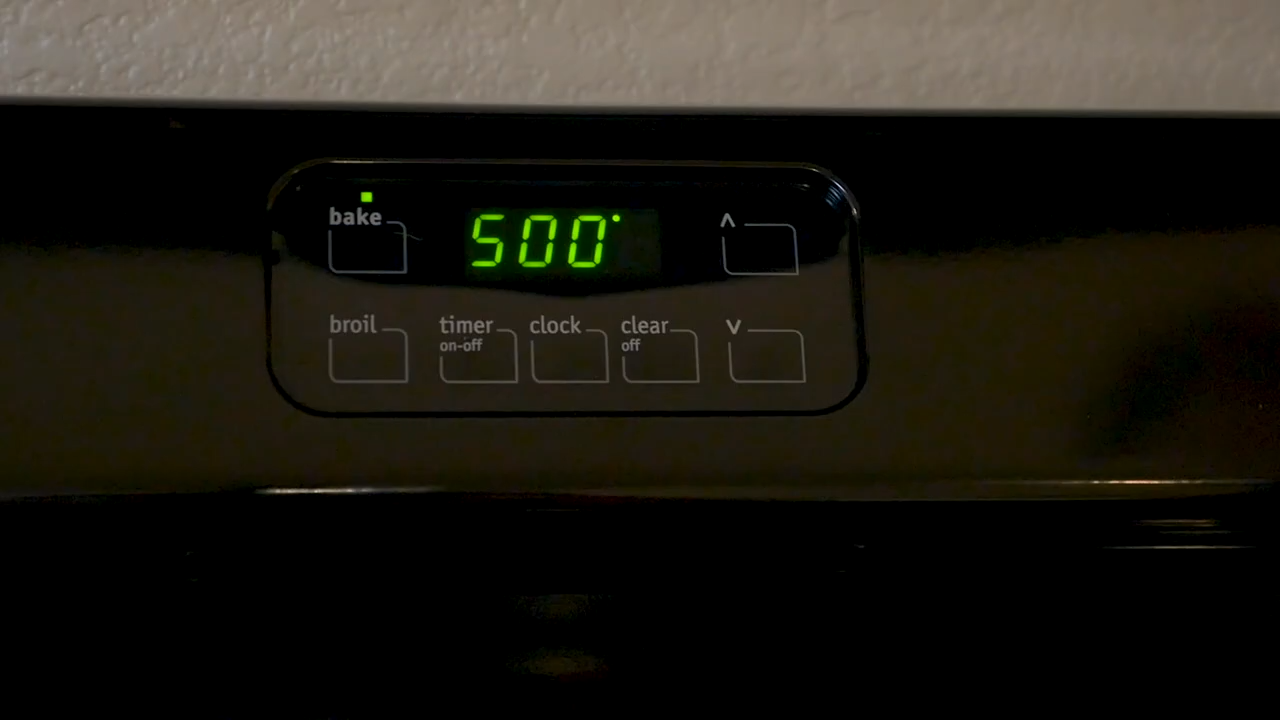 bake
500°
^
broil
timer
on-off
clock
clear
off
v